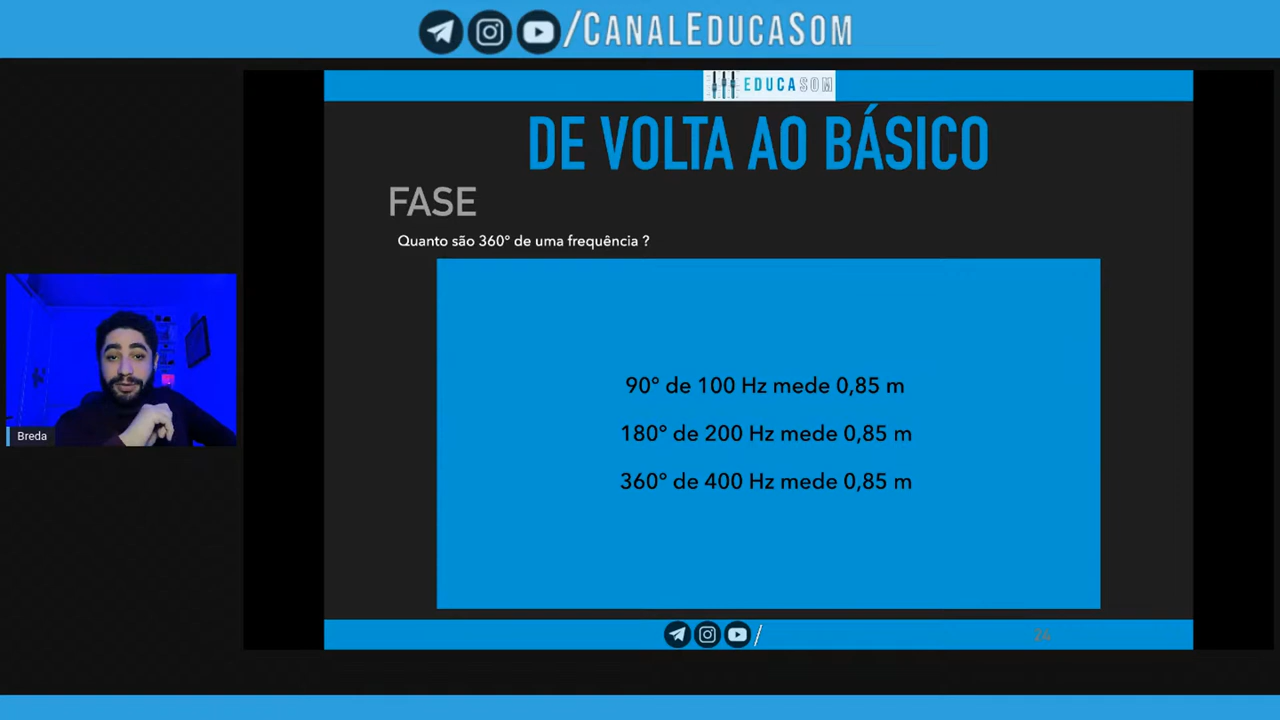 /CANALEDUCASOM
EDUCASOM
DE VOLTA AO BÁSICO
FASE
Quanto são 360° de uma frequência ?
90° de 100 Hz mede 0,85 m
180° de 200 Hz mede 0,85 m
360° de 400 Hz mede 0,85 m
Breda
/
24